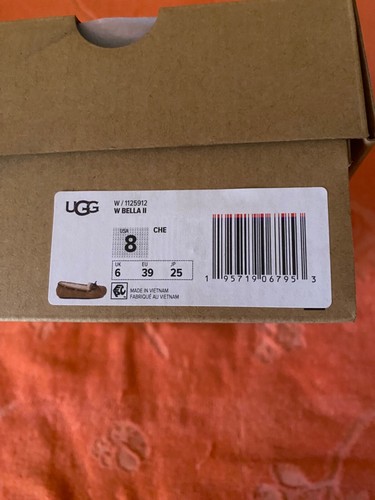 UGG
W / 1125912
W BELLA II
USA
8
CHE
UK EU JP
6 39 25
MADE IN VIETNAM
FABRIQUÉ AU VIETNAM
1 95719 06795 3